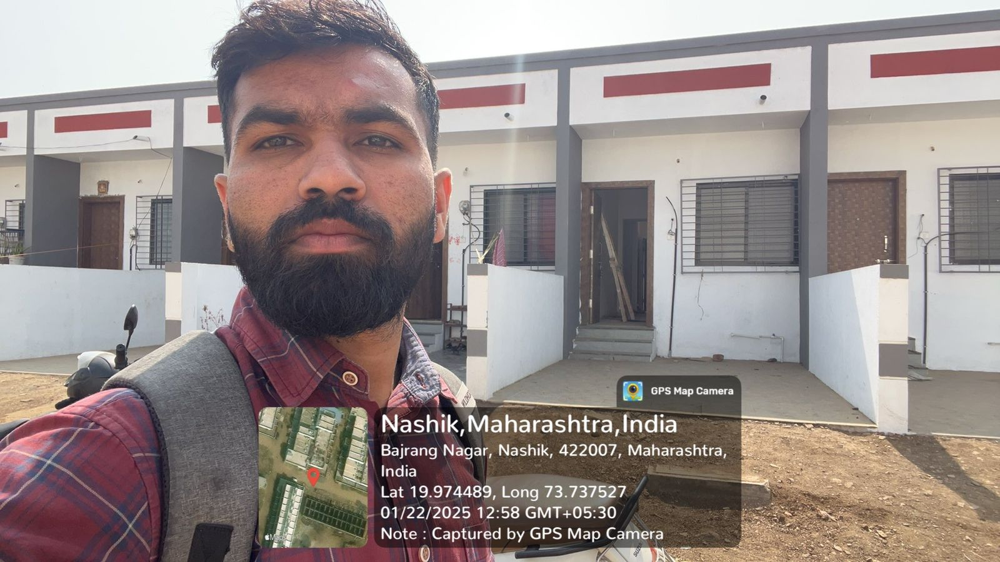 GPS Map Camera
Nashik,Maharashtra,India
Bajrang Nagar, Nashik, 422007, Maharashtra,
India
Lat 19.974489, Long 73.737527
01/22/2025 12:58 GMT+05:30
Note : Captured by GPS Map Camera
Maps